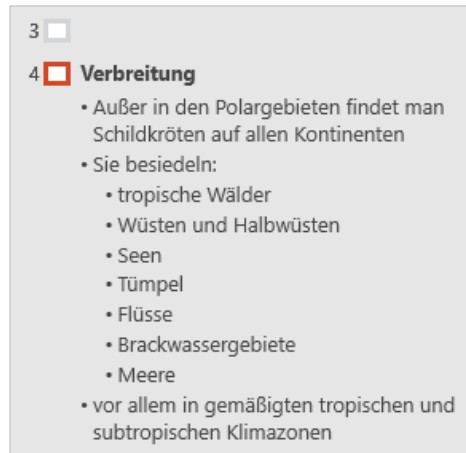 3
4 Verbreitung
• Außer in den Polargebieten findet man
Schildkröten auf allen Kontinenten
• Sie besiedeln:
• tropische Wälder
• Wüsten und Halbwüsten
• Seen
• Tümpel
• Flüsse
• Brackwassergebiete
• Meere
• vor allem in gemäßigten tropischen und
subtropischen Klimazonen